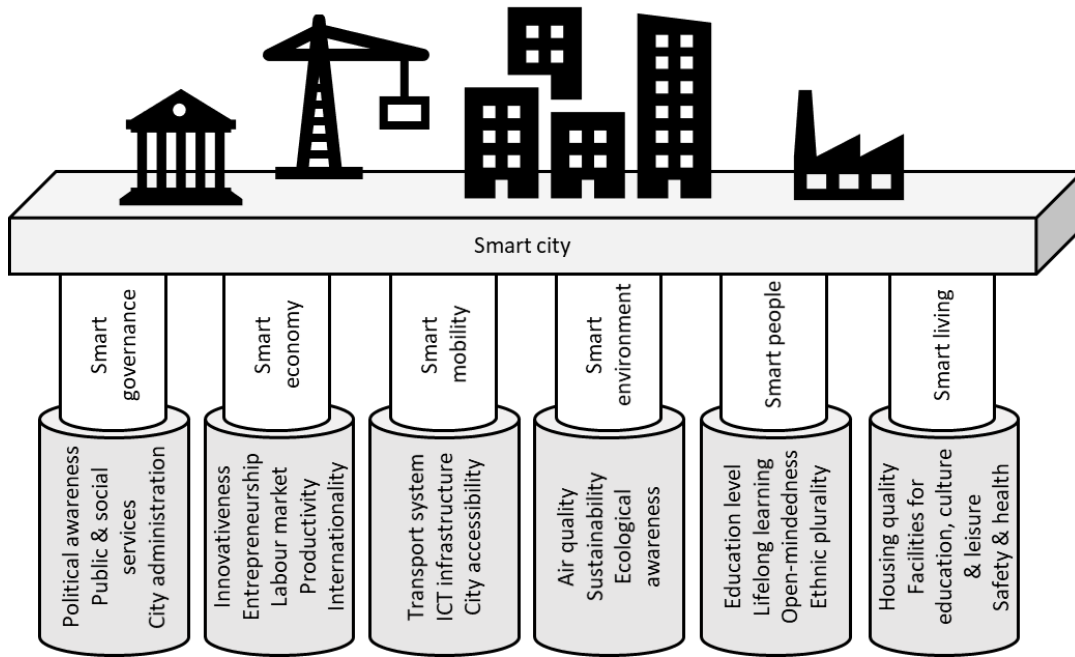 Smart city
Smart
governance
Smart
economy
Smart
mobility
Smart
environment
Smart people
Smart living
Political awareness
Public & social
services
City administration
Innovativeness
Entrepreneurship
Labour market
Productivity
Internationality
Transport system
ICT infrastructure
City accessibility
Air quality
Sustainability
Ecological
awareness
Education level
Lifelong learning
Open-mindedness
Ethnic plurality
Housing quality
Facilities for
education, culture
& leisure
Safety & health